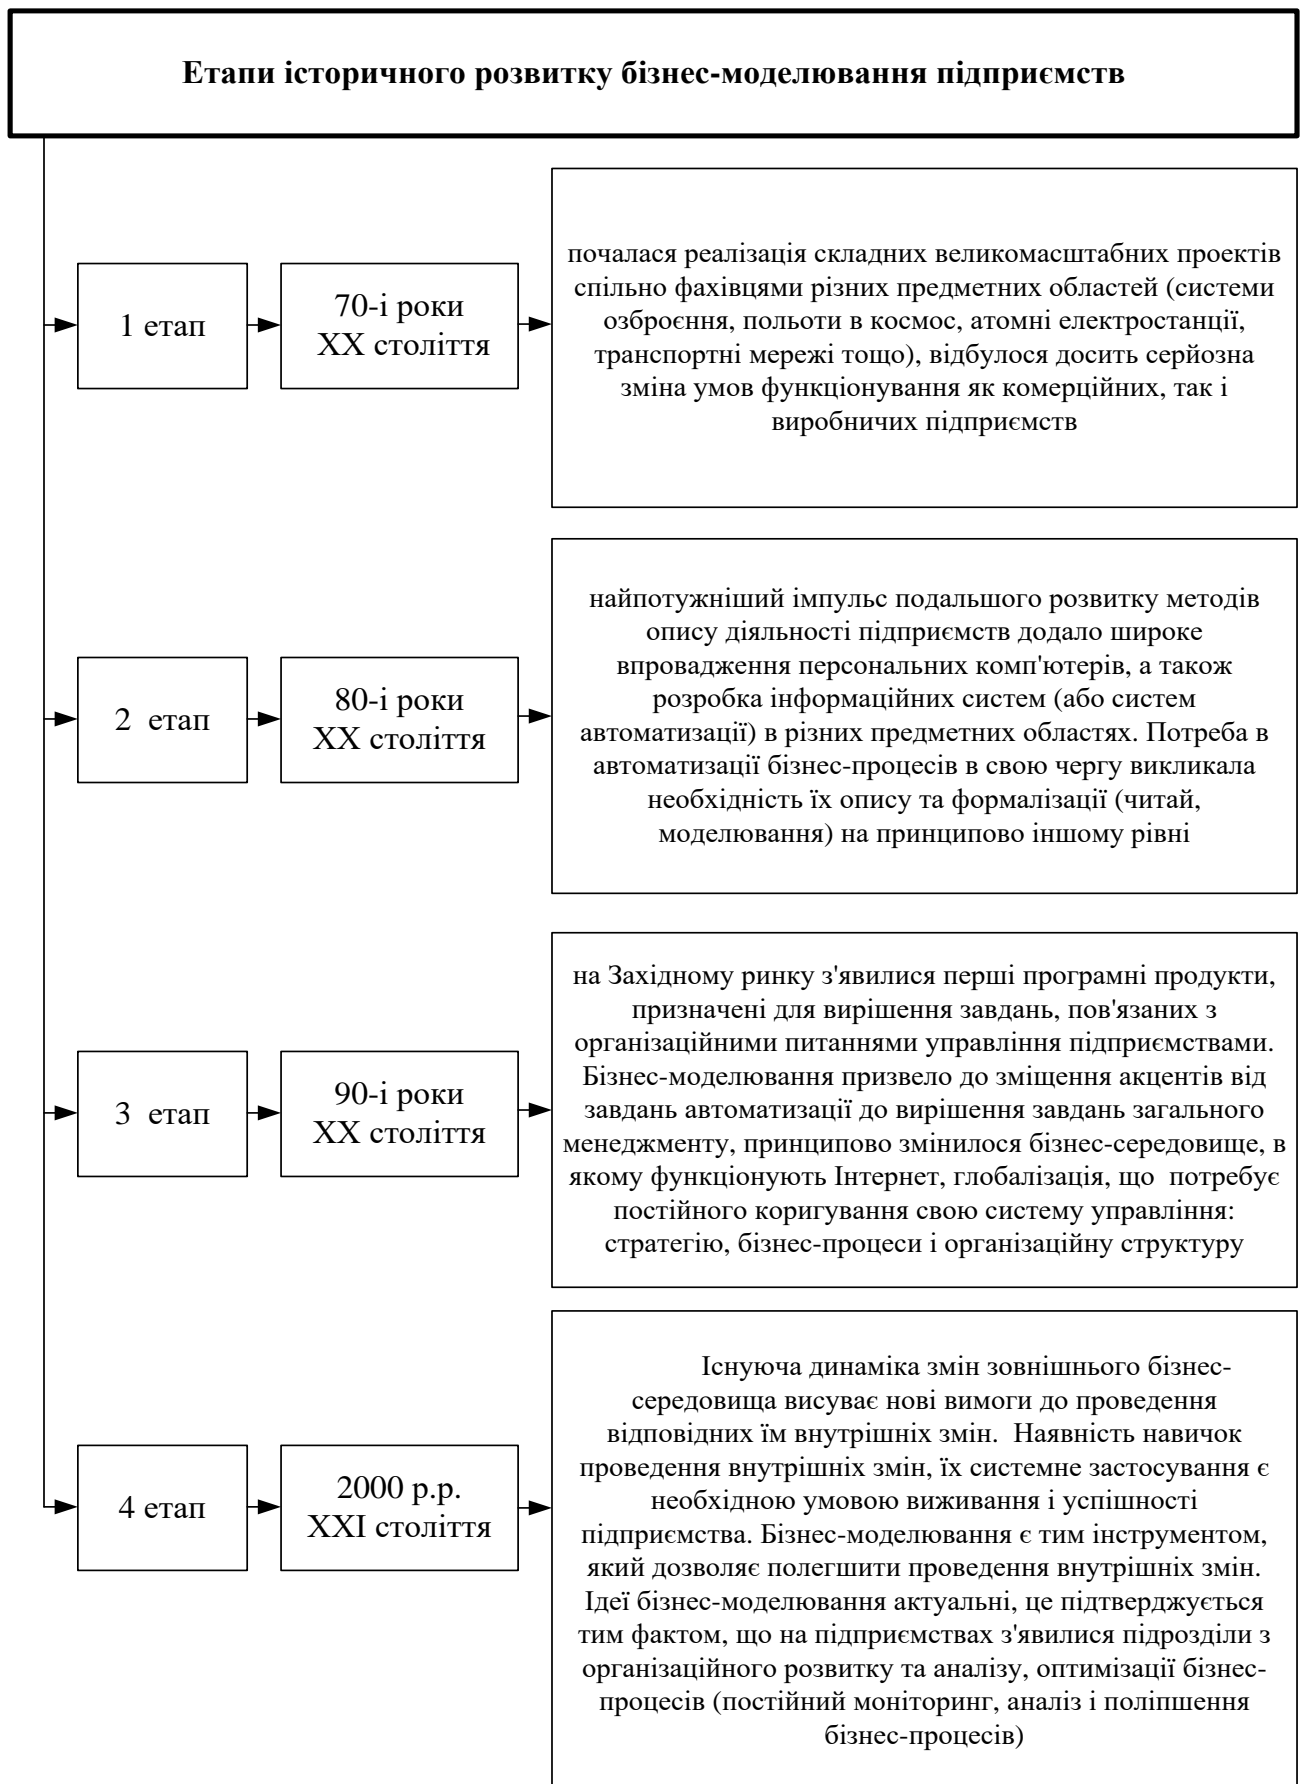 Етапи історичного розвитку бізнес-моделювання підприємств
1 етап
70-і роки
XX століття
почалася реалізація складних великомасштабних проектів
спільно фахівцями різних предметних областей (системи
озброєння, польоти в космос, атомні електростанції,
транспортні мережі тощо), відбулося досить серйозна
зміна умов функціонування як комерційних, так і
виробничих підприємств
2 етап
80-і роки
XX століття
найпотужніший імпульс подальшого розвитку методів
опису діяльності підприємств додало широке
впровадження персональних комп'ютерів, а також
розробка інформаційних систем (або систем
автоматизації) в різних предметних областях. Потреба в
автоматизації бізнес-процесів в свою чергу викликала
необхідність їх опису та формалізації (читай,
моделювання) на принципово іншому рівні
3 етап
90-і роки
XX століття
на Західному ринку з'явилися перші програмні продукти,
призначені для вирішення завдань, пов'язаних з
організаційними питаннями управління підприємствами.
Бізнес-моделювання призвело до зміщення акцентів від
завдань автоматизації до вирішення завдань загального
менеджменту, принципово змінилося бізнес-середовище, в
якому функціонують Інтернет, глобалізація, що потребує
постійного коригування свою систему управління:
стратегію, бізнес-процеси і організаційну структуру
4 етап
2000 р.р.
XXI століття
Існуюча динаміка змін зовнішнього бізнес-
середовища висуває нові вимоги до проведення
відповідних їм внутрішніх змін. Наявність навичок
проведення внутрішніх змін, їх системне застосування є
необхідною умовою виживання і успішності
підприємства. Бізнес-моделювання є тим інструментом,
який дозволяє полегшити проведення внутрішніх змін.
Ідеї бізнес-моделювання актуальні, це підтверджується
тим фактом, що на підприємствах з'явилися підрозділи з
організаційного розвитку та аналізу, оптимізації бізнес-
процесів (постійний моніторинг, аналіз і поліпшення
бізнес-процесів)